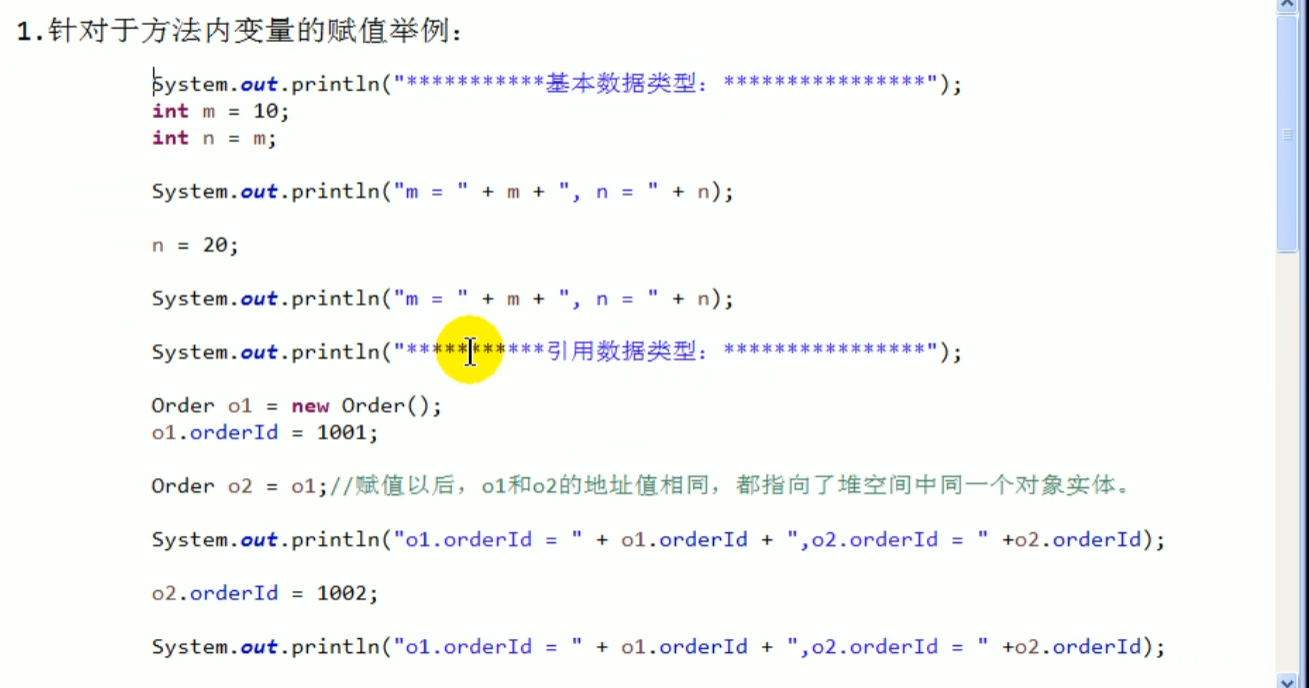 1.针对于方法内变量的赋值举例：
System.out.println("***********基本数据类型：****************");
int m = 10;
int n = m;
System.out.println("m = " + m + ", n = " + n);
n = 20;
System.out.println("m = " + m + ", n = " + n);
System.out.println("***********引用数据类型：****************");
Order o1 = new Order();
o1.orderId = 1001;
Order o2 = o1;//赋值以后，o1和o2的地址值相同，都指向了堆空间中同一个对象实体。
System.out.println("o1.orderId = " + o1.orderId + ",o2.orderId = " +o2.orderId);
o2.orderId = 1002;
System.out.println("o1.orderId = " + o1.orderId + ",o2.orderId = " +o2.orderId);